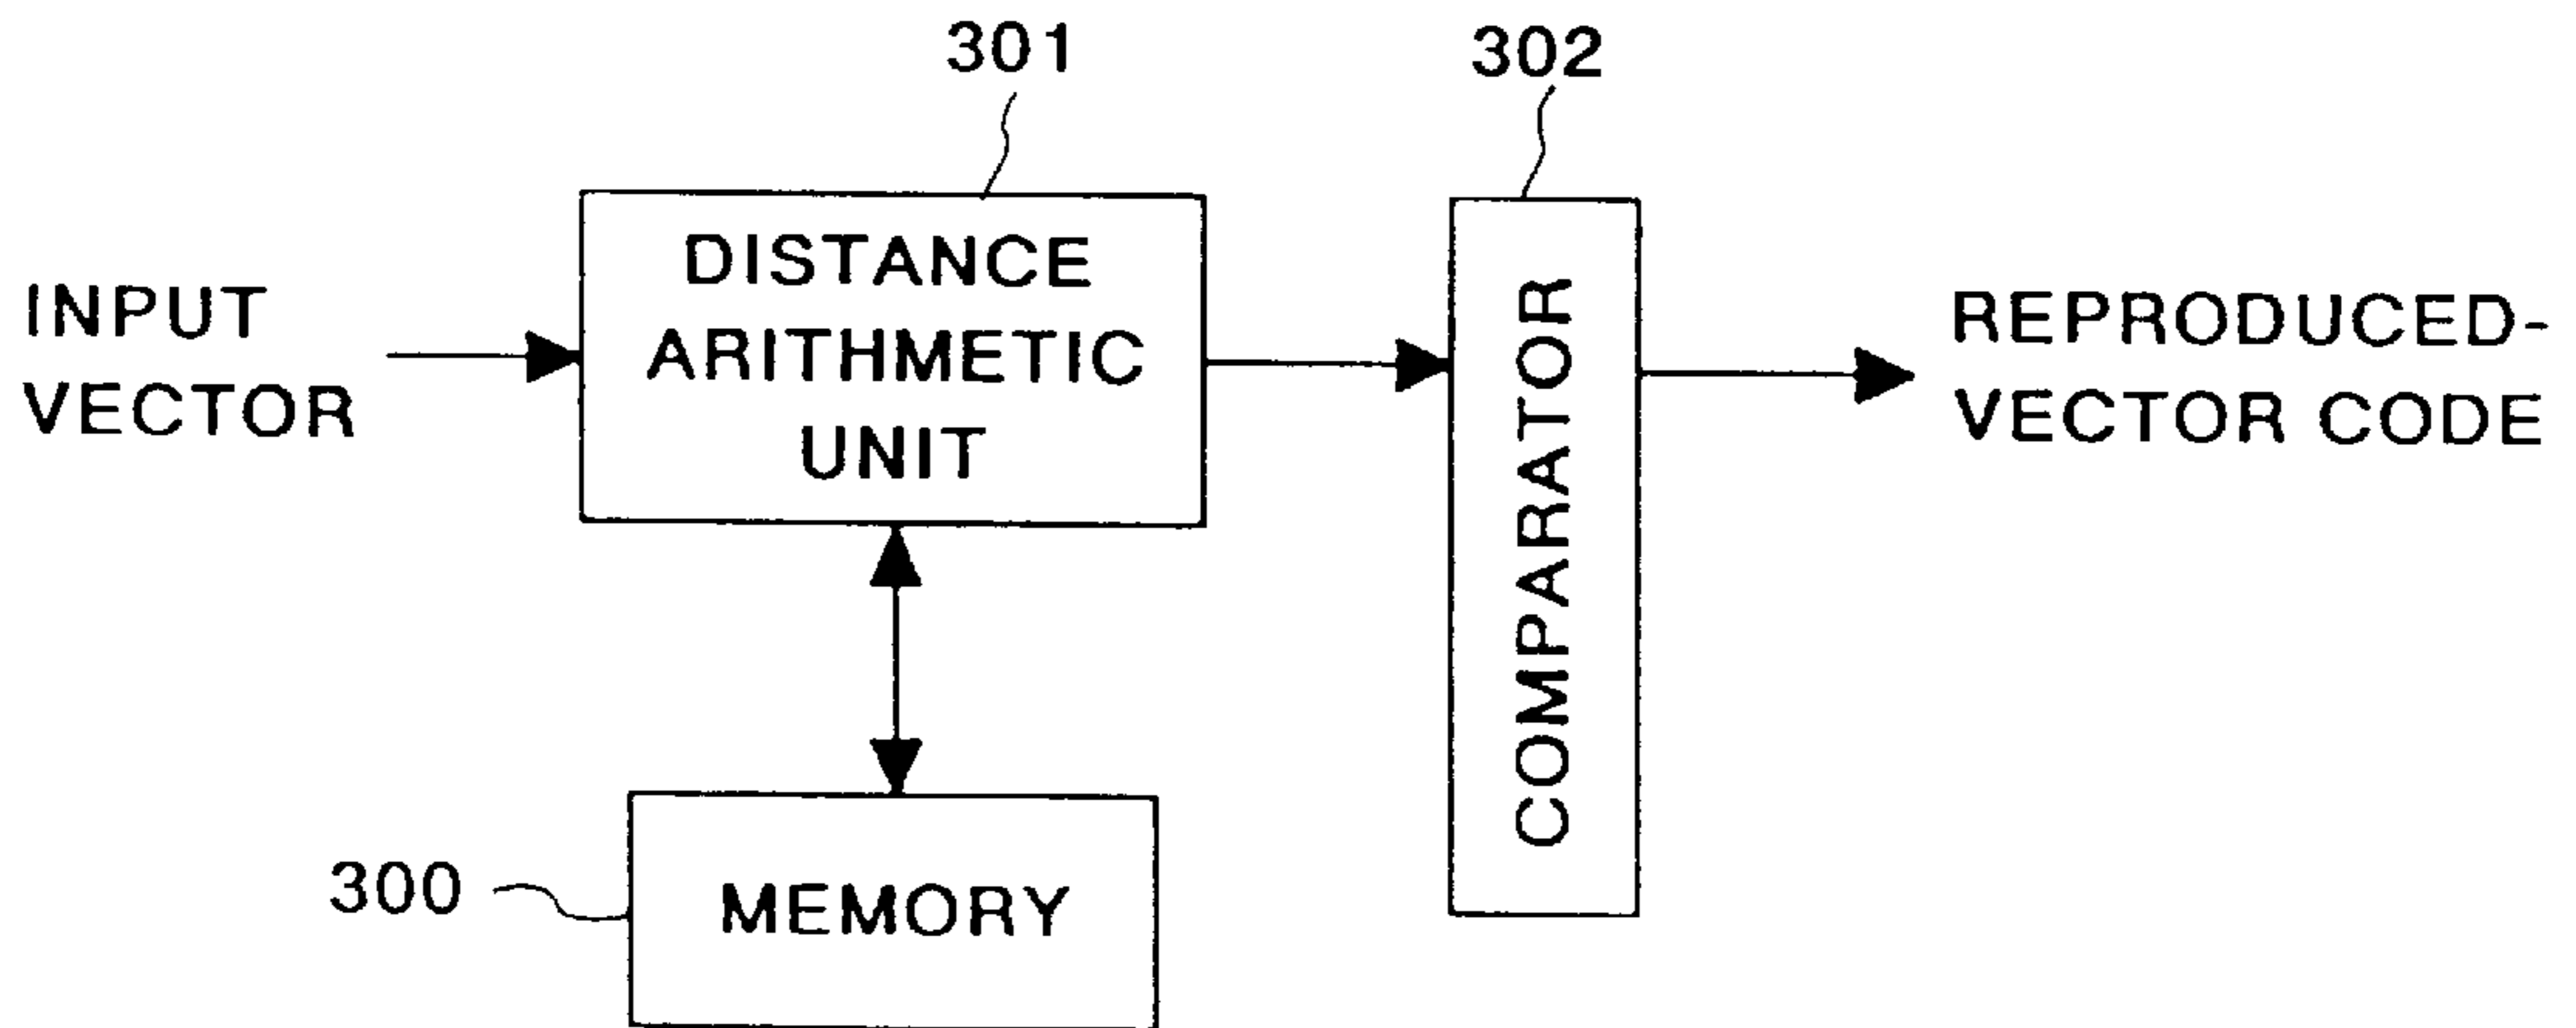 301
302
INPUT
VECTOR
DISTANCE
ARITHMETIC
UNIT
COMPARATOR
REPRODUCED-
VECTOR CODE
300
MEMORY